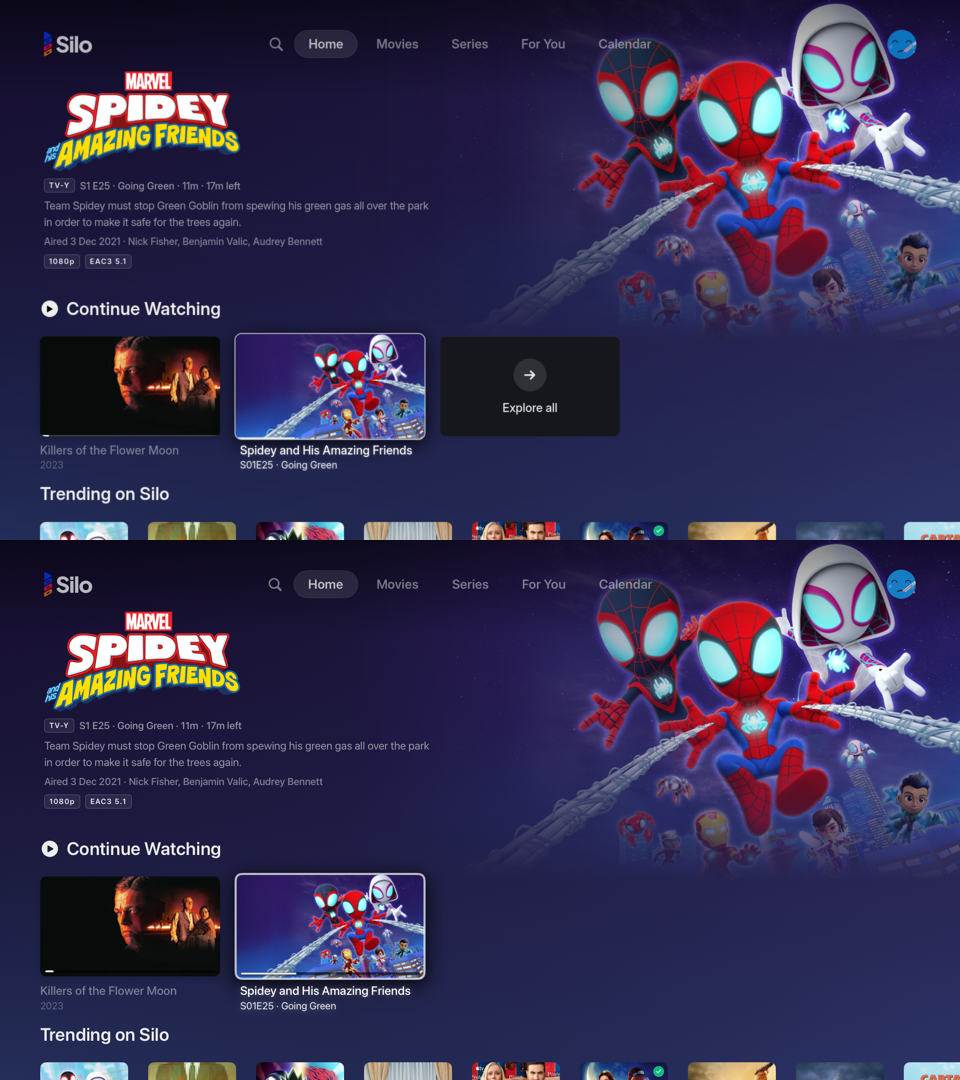 Silo
Home
Movies
Series
For You
Calendar
MARVEL
SPIDEY
and his AMAZING FRIENDS
TV-Y S1 E25 · Going Green · 11m · 17m left
Team Spidey must stop Green Goblin from spewing his green gas all over the park
in order to make it safe for the trees again.
Aired 3 Dec 2021 · Nick Fisher, Benjamin Valic, Audrey Bennett
1080p EAC3 5.1
Continue Watching
Explore all
Killers of the Flower Moon
2023
Spidey and His Amazing Friends
S01E25 · Going Green
Trending on Silo
Silo
Home
Movies
Series
For You
Calendar
MARVEL
SPIDEY
and his AMAZING FRIENDS
TV-Y S1 E25 · Going Green · 11m · 17m left
Team Spidey must stop Green Goblin from spewing his green gas all over the park
in order to make it safe for the trees again.
Aired 3 Dec 2021 · Nick Fisher, Benjamin Valic, Audrey Bennett
1080p EAC3 5.1
Continue Watching
Killers of the Flower Moon
2023
Spidey and His Amazing Friends
S01E25 · Going Green
Trending on Silo